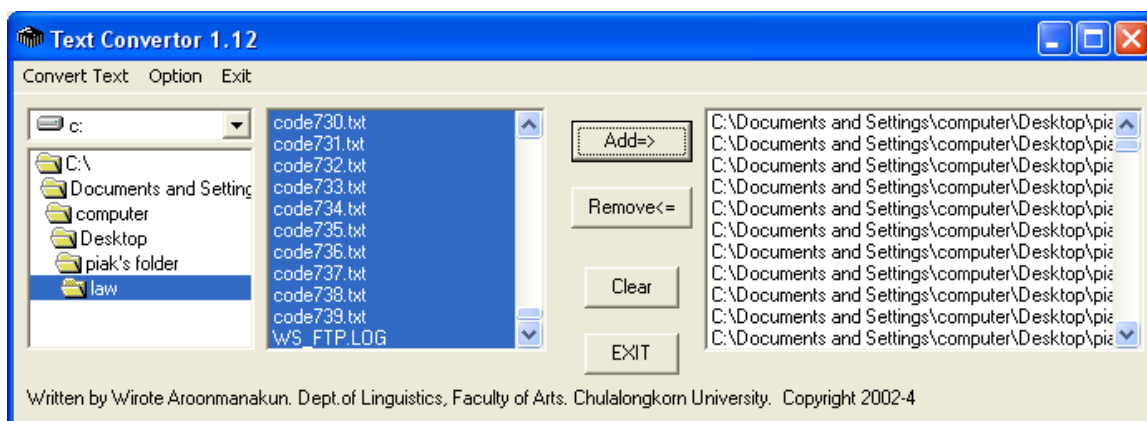 Text Convertor 1.12
Convert Text Option Exit
c:
C:\
Documents and Setting
computer
Desktop
piak's folder
law
code730.txt
code731.txt
code732.txt
code733.txt
code734.txt
code735.txt
code736.txt
code737.txt
code738.txt
code739.txt
WS_FTP.LOG
Add=>
Remove<=
Clear
EXIT
C:\Documents and Settings\computer\Desktop\pia
C:\Documents and Settings\computer\Desktop\pia
C:\Documents and Settings\computer\Desktop\pia
C:\Documents and Settings\computer\Desktop\pia
C:\Documents and Settings\computer\Desktop\pia
C:\Documents and Settings\computer\Desktop\pia
C:\Documents and Settings\computer\Desktop\pia
C:\Documents and Settings\computer\Desktop\pia
C:\Documents and Settings\computer\Desktop\pia
C:\Documents and Settings\computer\Desktop\pia
C:\Documents and Settings\computer\Desktop\pia
Written by Wirote Aroonmanakun. Dept.of Linguistics, Faculty of Arts. Chulalongkorn University. Copyright 2002-4